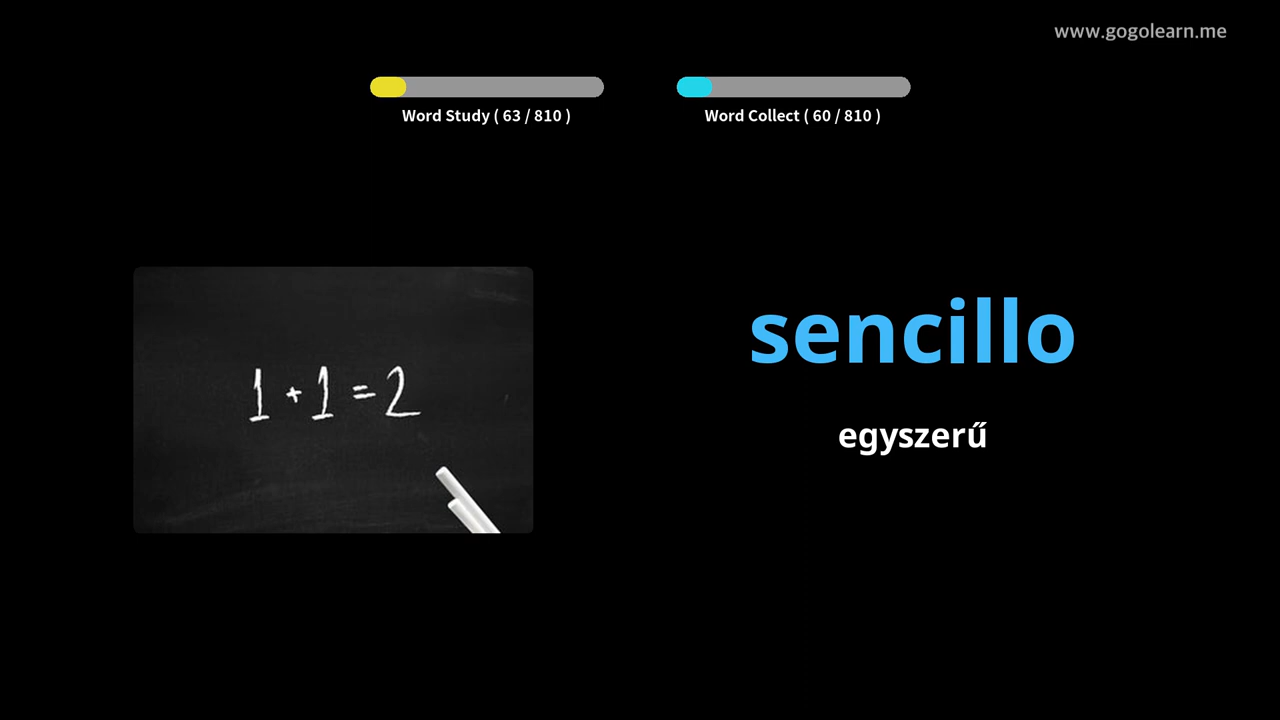 www.gogolearn.me
Word Study ( 63 / 810 )
Word Collect ( 60 / 810 )
1 + 1 = 2
sencillo
egyszerű